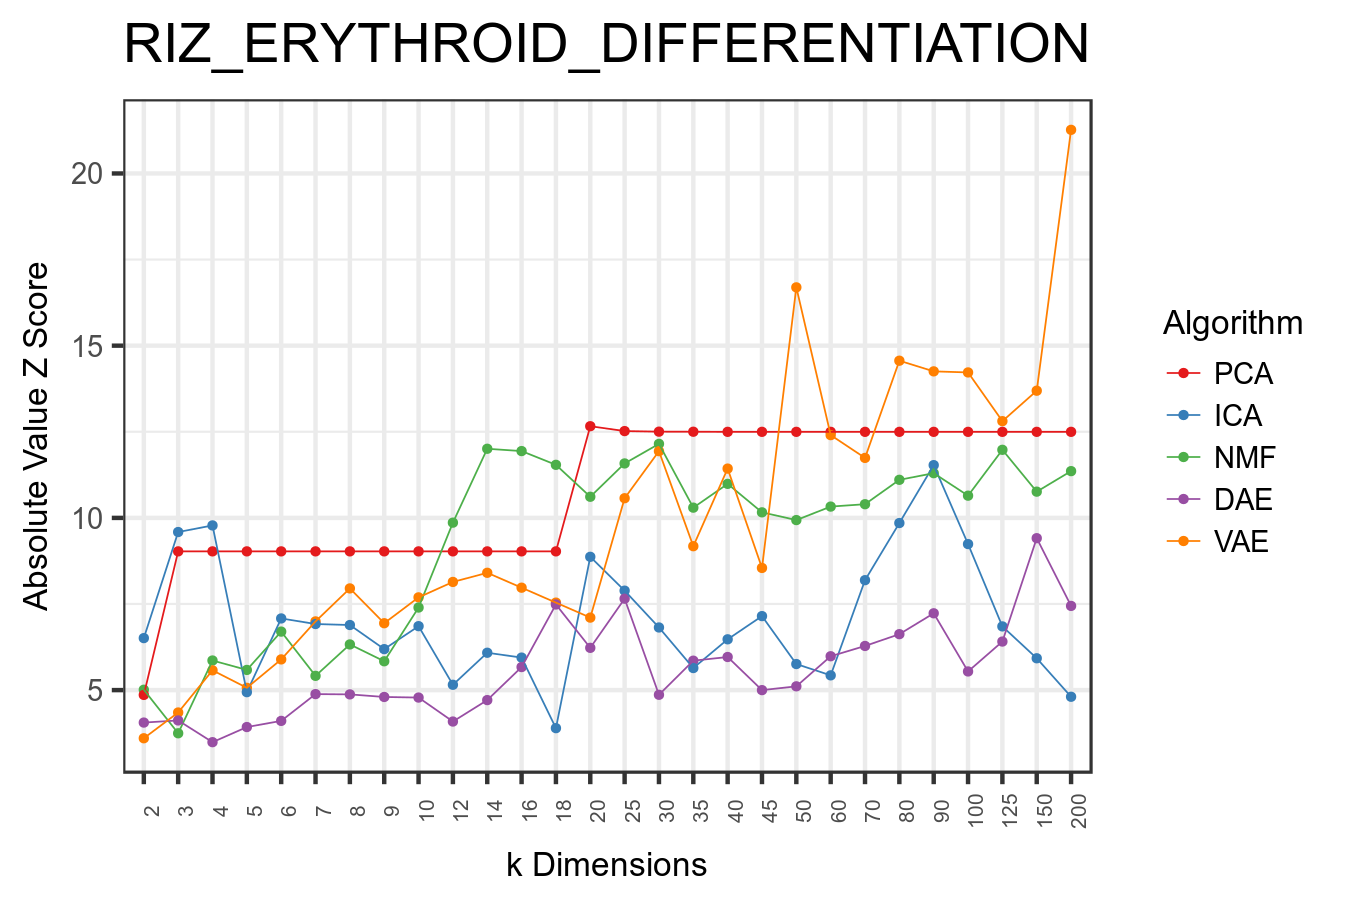 RIZ_ERYTHROID_DIFFERENTIATION
Absolute Value Z Score
20
15
10
5
2 3 4 5 6 7 8 9 10 12 14 16 18 20 25 30 35 40 45 50 60 70 80 90 100 125 150 200
k Dimensions
Algorithm
PCA
ICA
NMF
DAE
VAE